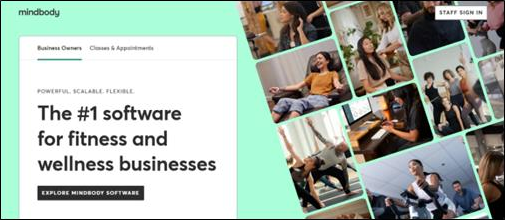 mindbody
STAFF SIGN IN
Business Owners Classes & Appointments
POWERFUL. SCALABLE. FLEXIBLE.
The #1 software
for fitness and
wellness businesses
EXPLORE MINDBODY SOFTWARE